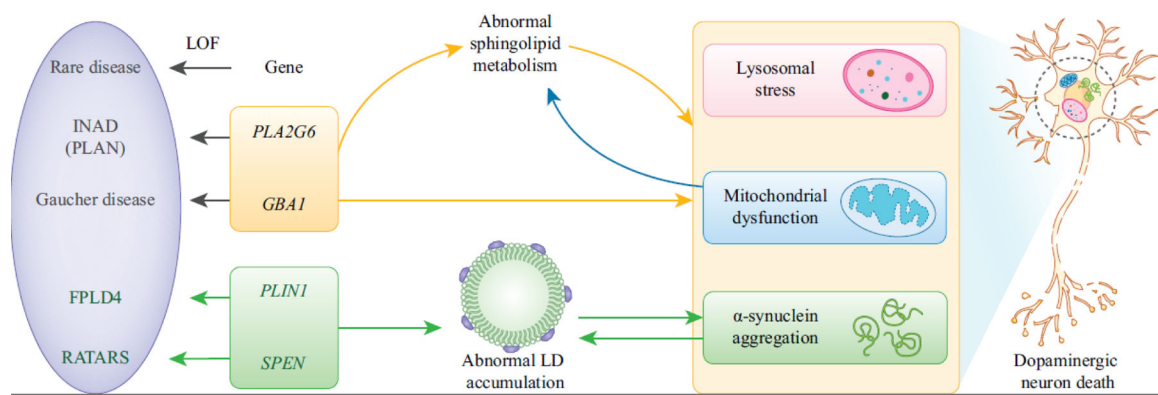 Rare disease
LOF
Gene
INAD
(PLAN)
PLA2G6
Gaucher disease
GBA1
FPLD4
PLIN1
RATARS
SPEN
Abnormal
sphingolipid
metabolism
Abnormal LD
accumulation
Lysosomal
stress
Mitochondrial
dysfunction
α-synuclein
aggregation
Dopaminergic
neuron death